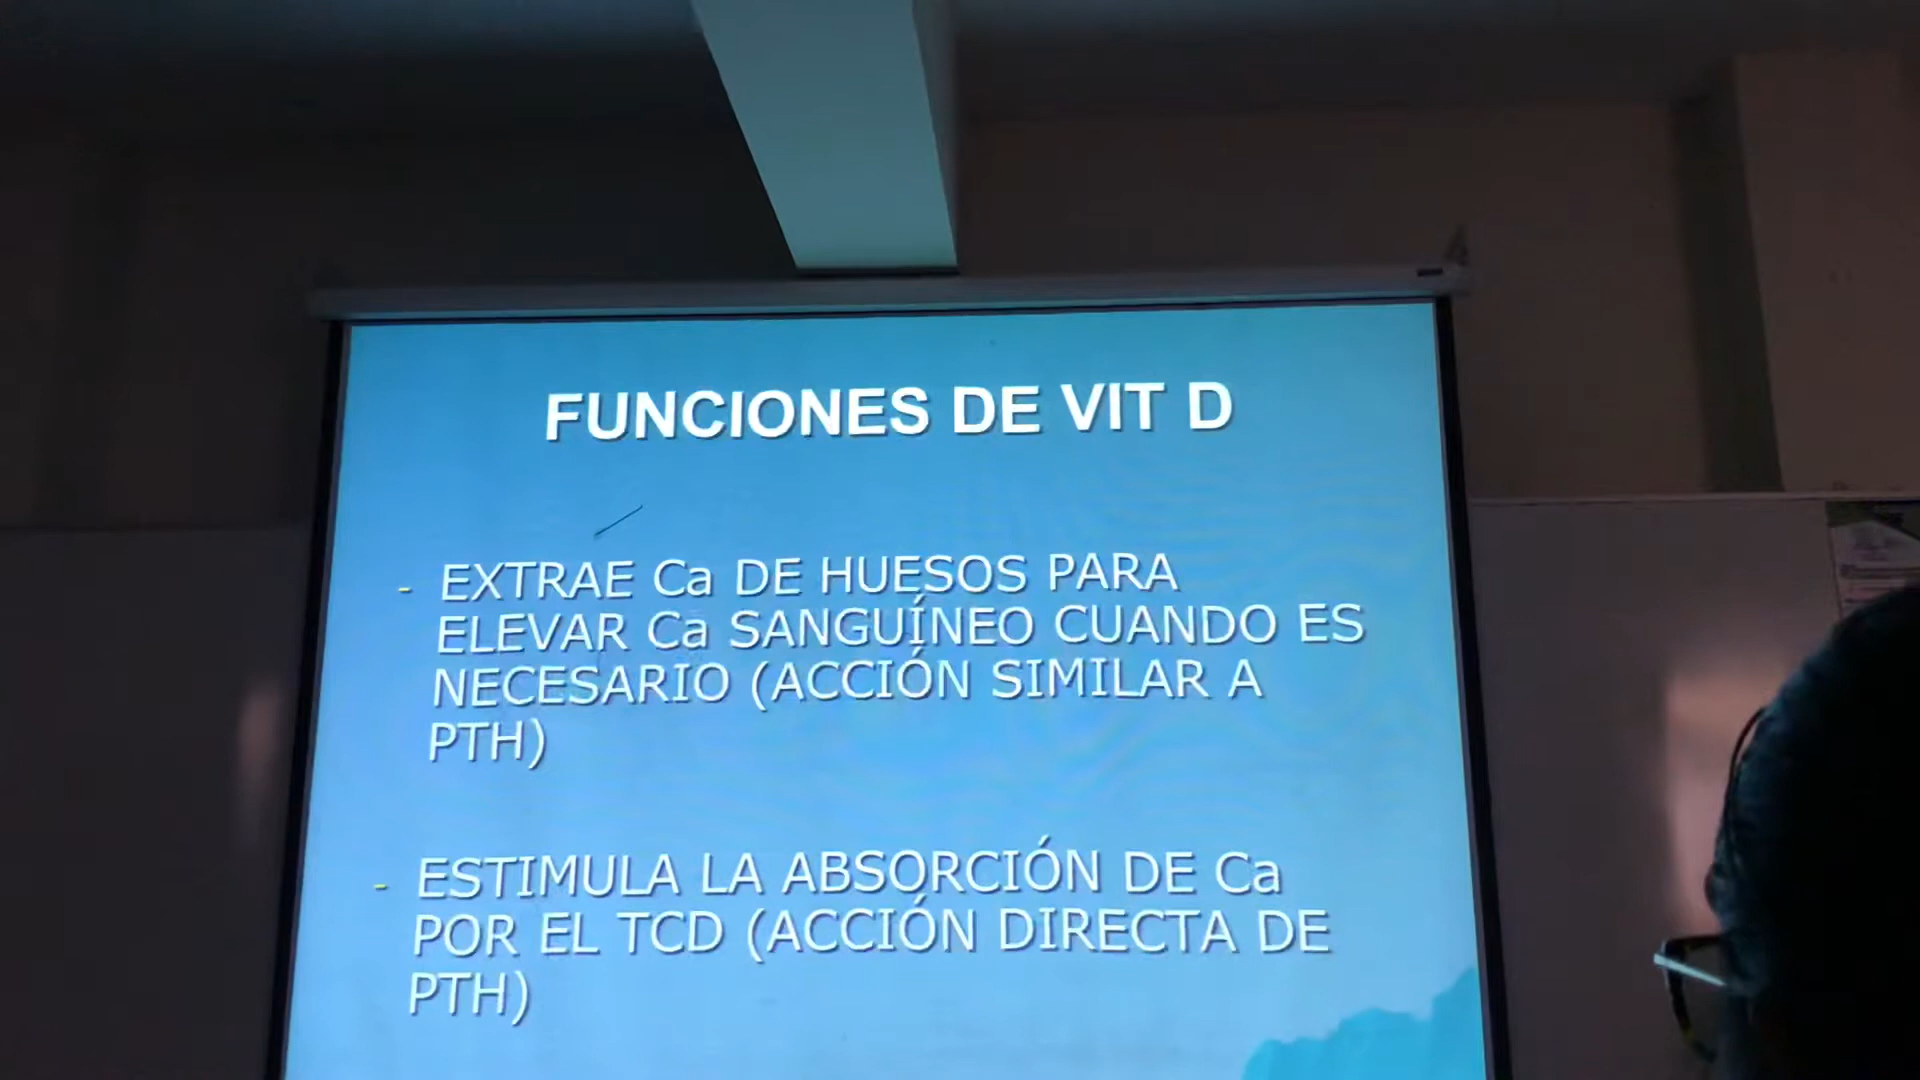 FUNCIONES DE VIT D
- EXTRAE Ca DE HUESOS PARA
ELEVAR Ca SANGUÍNEO CUANDO ES
NECESARIO (ACCIÓN SIMILAR A
PTH)
- ESTIMULA LA ABSORCIÓN DE Ca
POR EL TCD (ACCIÓN DIRECTA DE
PTH)